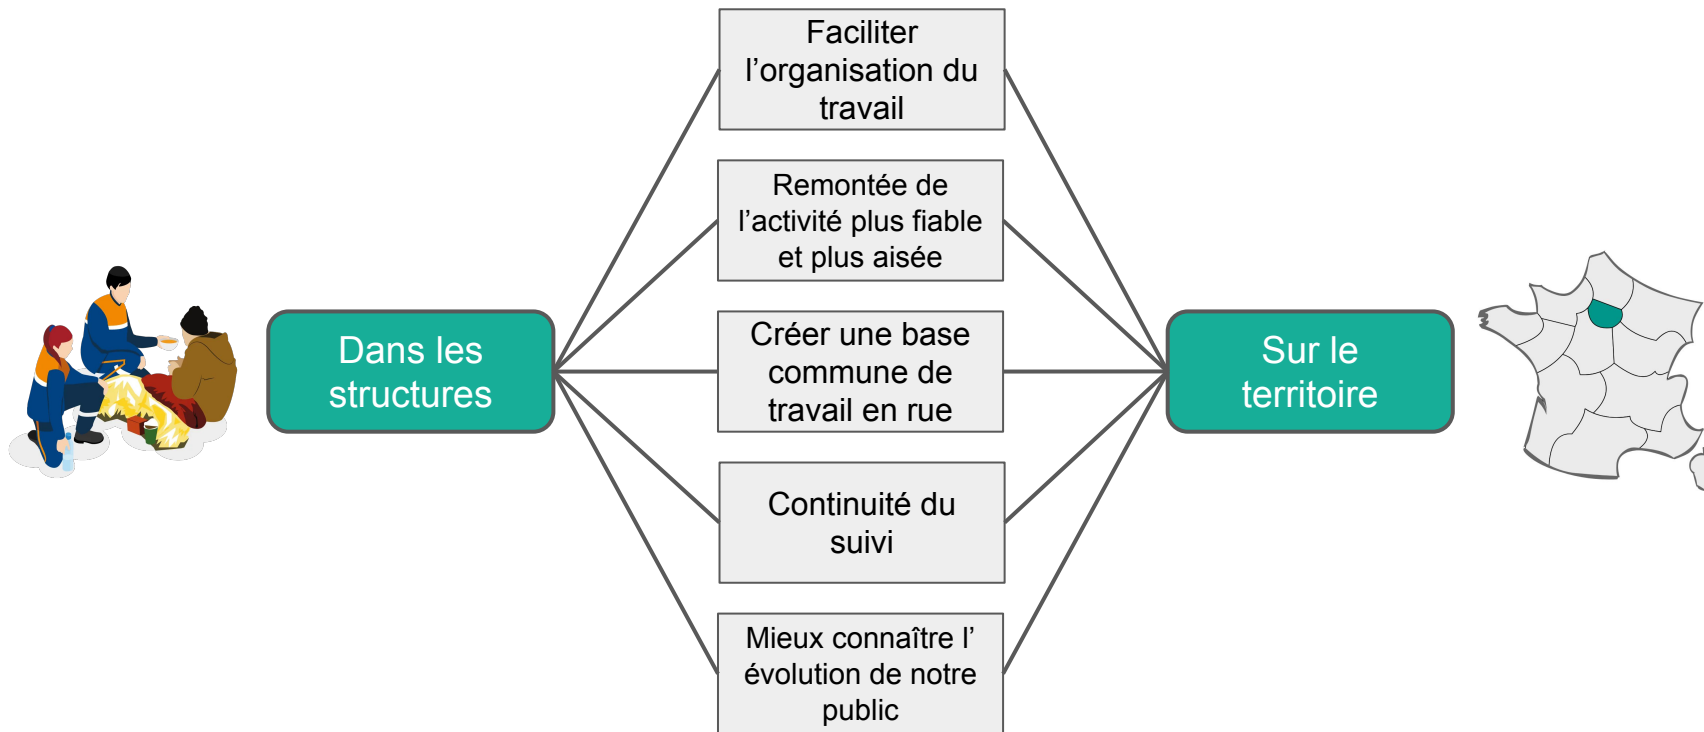 Faciliter
l’organisation du
travail
Remontée de
l’activité plus fiable
et plus aisée
Dans les
structures
Créer une base
commune de
travail en rue
Sur le
territoire
Continuité du
suivi
Mieux connaître l’
évolution de notre
public